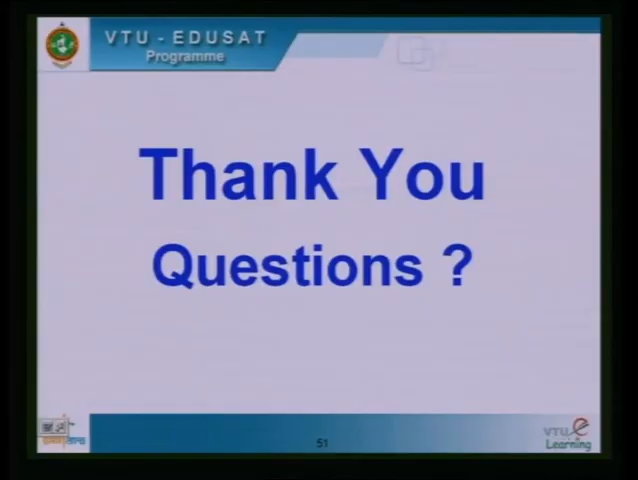 VTU - EDUSAT
Programme
Thank You
Questions ?
51
VTU e
Learning